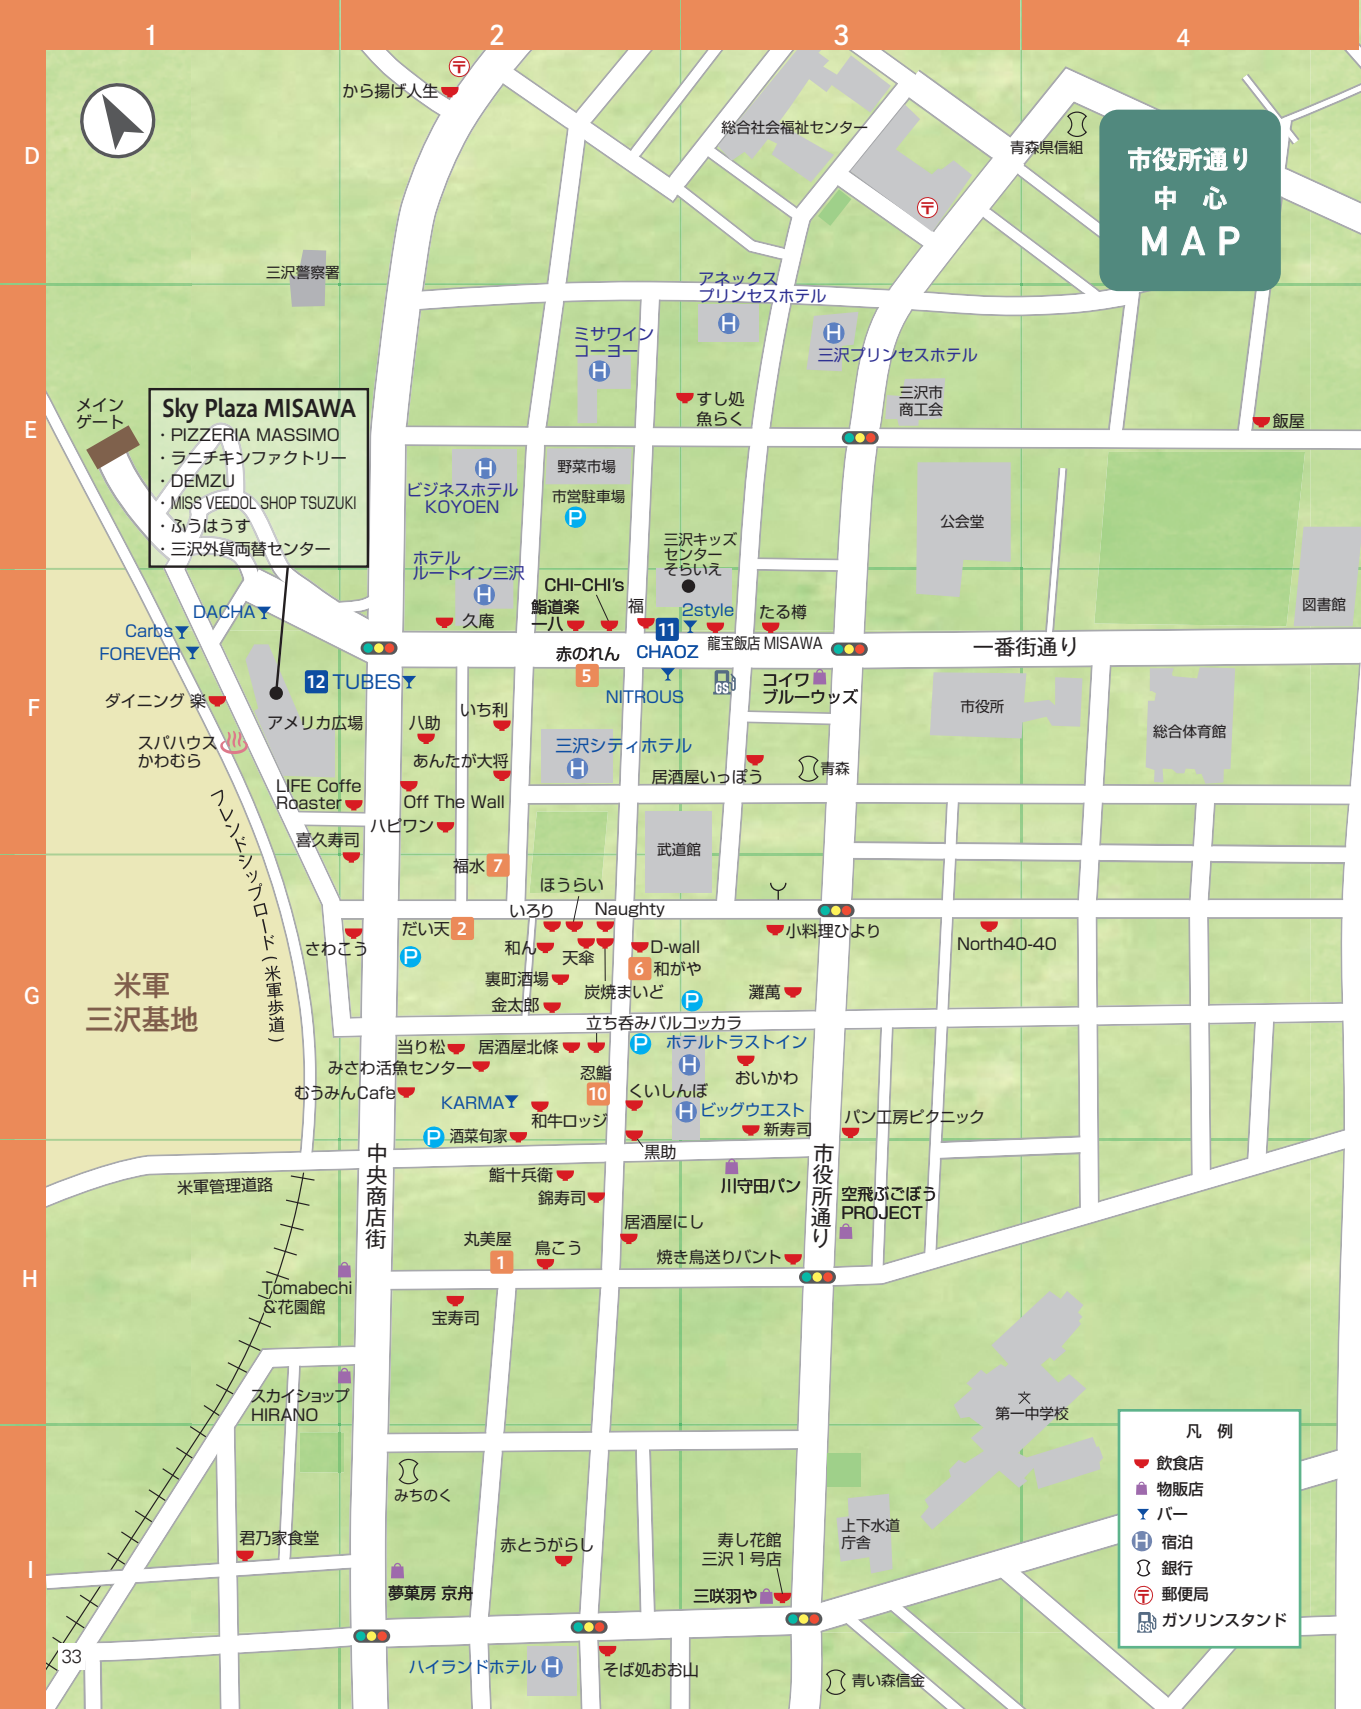 1
2
3
4
D
E
F
G
H
I
市役所通り
中 心
MAP
から揚げ人生
総合社会福祉センター
青森県信組
三沢警察署
アネックス
プリンセスホテル
ミサワイン
コーヨー
三沢プリンセスホテル
すし処
魚らく
三沢市
商工会
飯屋
メイン
ゲート
Sky Plaza MISAWA
・PIZZERIA MASSIMO
・ラニチキンファクトリー
・DEMZU
・MISS VEEDOL SHOP TSUZUKI
・ふうはうす
・三沢外貨両替センター
ビジネスホテル
KOYOEN
野菜市場
市営駐車場
P
公会堂
三沢キッズ
センター
そらいえ
ホテル
ルートイン三沢
CHI-CHI's
鮨道楽
一八
福
2style
たる樽
図書館
DACHA
Carbs
FOREVER
久庵
11
CHAOZ
龍宝飯店 MISAWA
一番街通り
赤のれん
5
NITROUS
GS
コイワ
ブルーウッズ
市役所
総合体育館
12 TUBES
ダイニング 楽
アメリカ広場
スパハウス
かわむら
八助
いち利
三沢シティホテル
あんたが大将
居酒屋いっぽう
青森
LIFE Coffe
Roaster
Off The Wall
ハピワン
喜久寿司
武道館
福水 7
フレンドシップロード(米軍歩道)
ほうらい
いろり
Naughty
だい天 2
さわこう
P
和ん
天傘
D-wall
6 和がや
小料理ひより
North40-40
裏町酒場
炭焼まいど
金太郎
P
灘萬
米軍
三沢基地
立ち呑みバルコッカラ
当り松
居酒屋北條
P
ホテルトラストイン
みさわ活魚センター
忍鮨
10
おいかわ
むうみんCafe
くいしんぼ
KARMA
和牛ロッジ
ビッグウエスト
パン工房ピクニック
P 酒菜旬家
新寿司
黒助
中央商店街
市役所通り
米軍管理道路
鮨十兵衛
川守田パン
錦寿司
空飛ぶごぼう
PROJECT
居酒屋にし
丸美屋
1
鳥こう
焼き鳥送りバント
Tomabechi
&花園館
宝寿司
スカイショップ
HIRANO
文
第一中学校
みちのく
君乃家食堂
赤とうがらし
寿し花館
三沢1号店
上下水道
庁舎
夢菓房 京舟
三咲羽や
33
ハイランドホテル
そば処おお山
青い森信金
凡 例
飲食店
物販店
バー
H 宿泊
銀行
郵便局
GS ガソリンスタンド